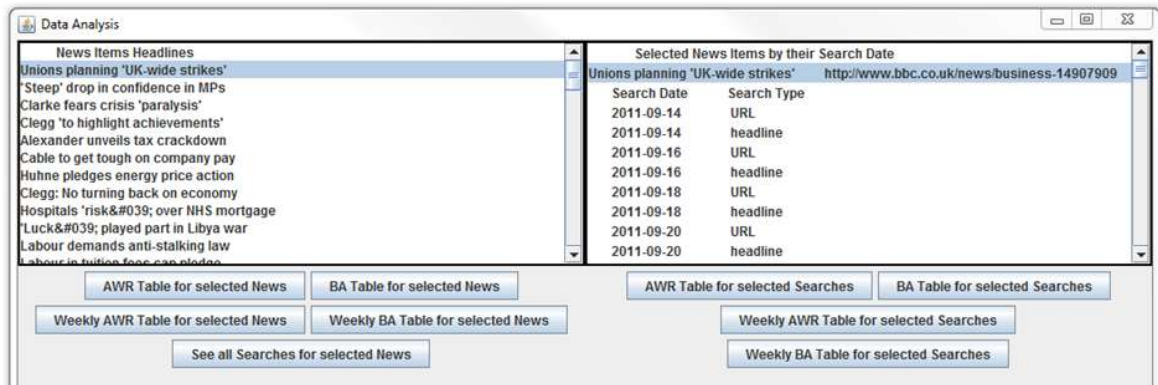 Data Analysis
News Items Headlines
Unions planning 'UK-wide strikes'
'Steep' drop in confidence in MPs
Clarke fears crisis 'paralysis'
Clegg 'to highlight achievements'
Alexander unveils tax crackdown
Cable to get tough on company pay
Huhne pledges energy price action
Clegg: No turning back on economy
Hospitals 'risk&#039; over NHS mortgage
'Luck&#039; played part in Libya war
Labour demands anti-stalking law
Labour in tuition fees cap pledge
Selected News Items by their Search Date
Unions planning 'UK-wide strikes' http://www.bbc.co.uk/news/business-14907909
Search Date Search Type
2011-09-14 URL
2011-09-14 headline
2011-09-16 URL
2011-09-16 headline
2011-09-18 URL
2011-09-18 headline
2011-09-20 URL
2011-09-20 headline
AWR Table for selected News BA Table for selected News
Weekly AWR Table for selected News Weekly BA Table for selected News
See all Searches for selected News
AWR Table for selected Searches BA Table for selected Searches
Weekly AWR Table for selected Searches
Weekly BA Table for selected Searches